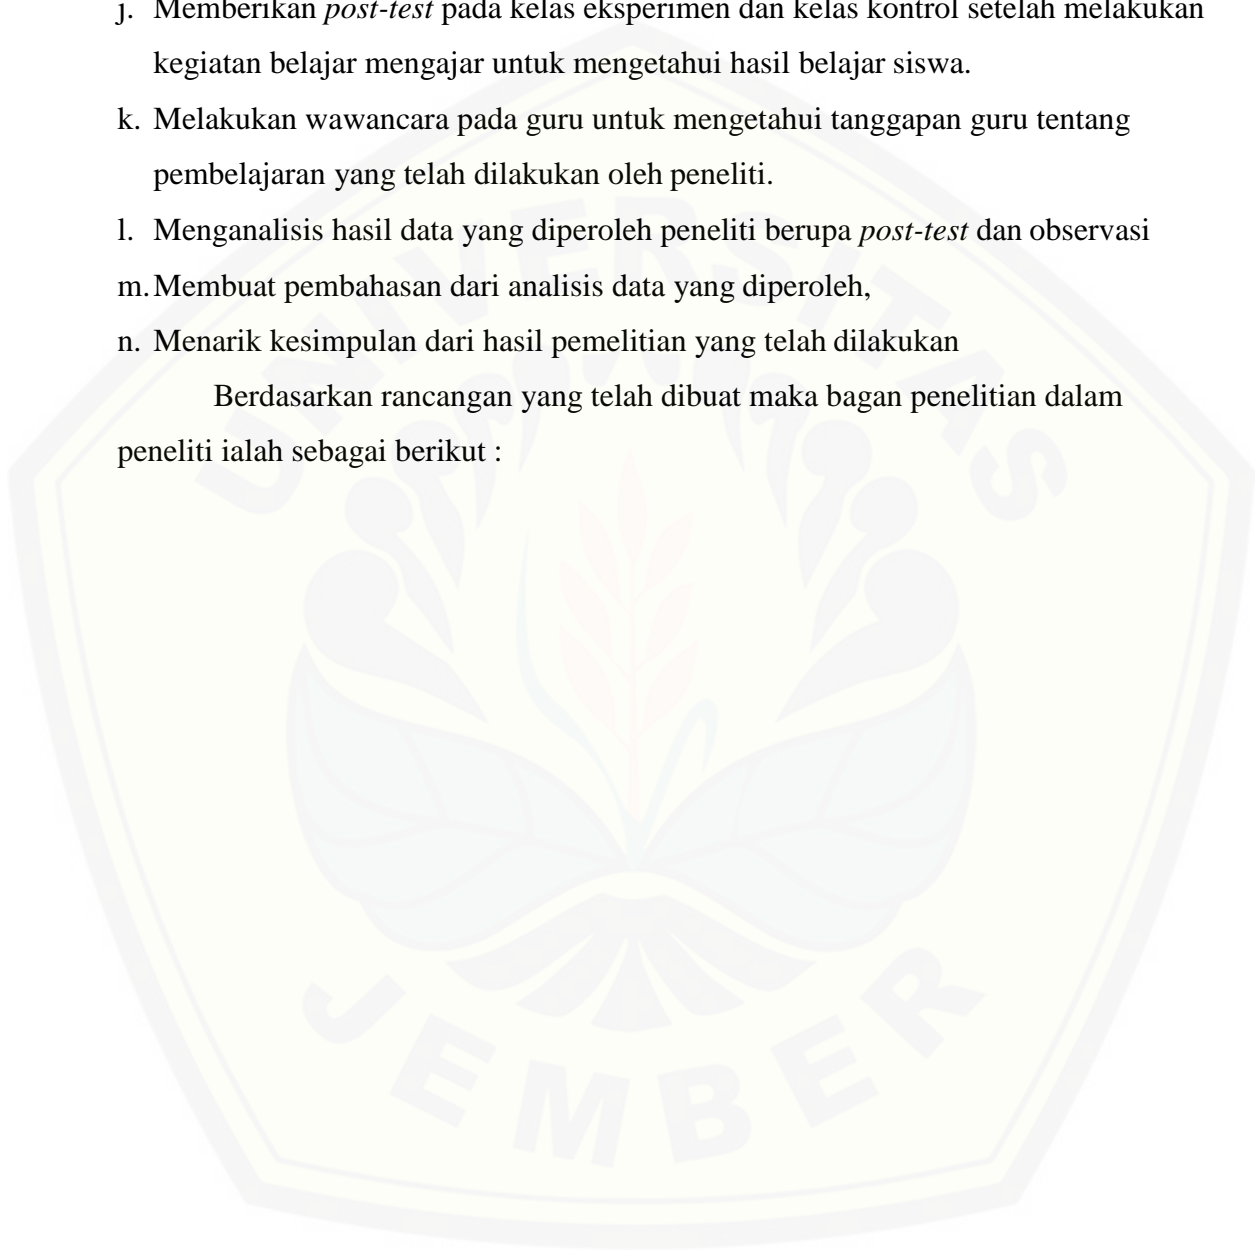 j. Memberikan post-test pada kelas eksperimen dan kelas kontrol setelah melakukan
kegiatan belajar mengajar untuk mengetahui hasil belajar siswa.
k. Melakukan wawancara pada guru untuk mengetahui tanggapan guru tentang
pembelajaran yang telah dilakukan oleh peneliti.
l. Menganalisis hasil data yang diperoleh peneliti berupa post-test dan observasi
m. Membuat pembahasan dari analisis data yang diperoleh,
n. Menarik kesimpulan dari hasil pemelitian yang telah dilakukan
Berdasarkan rancangan yang telah dibuat maka bagan penelitian dalam
peneliti ialah sebagai berikut :
UNIVERSITAS
JEMBER